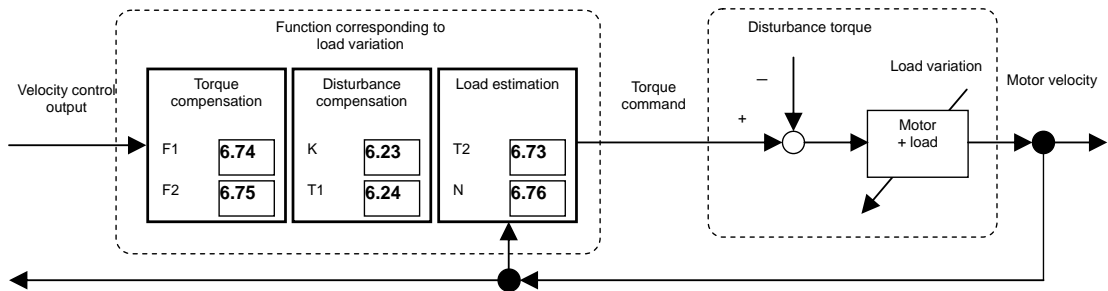 Function corresponding to
load variation
Disturbance torque
Velocity control
output
Torque
compensation
F1 6.74
F2 6.75
Disturbance
compensation
K 6.23
T1 6.24
Load estimation
T2 6.73
N 6.76
Torque
command
+
−
Load variation
Motor
+ load
Motor velocity